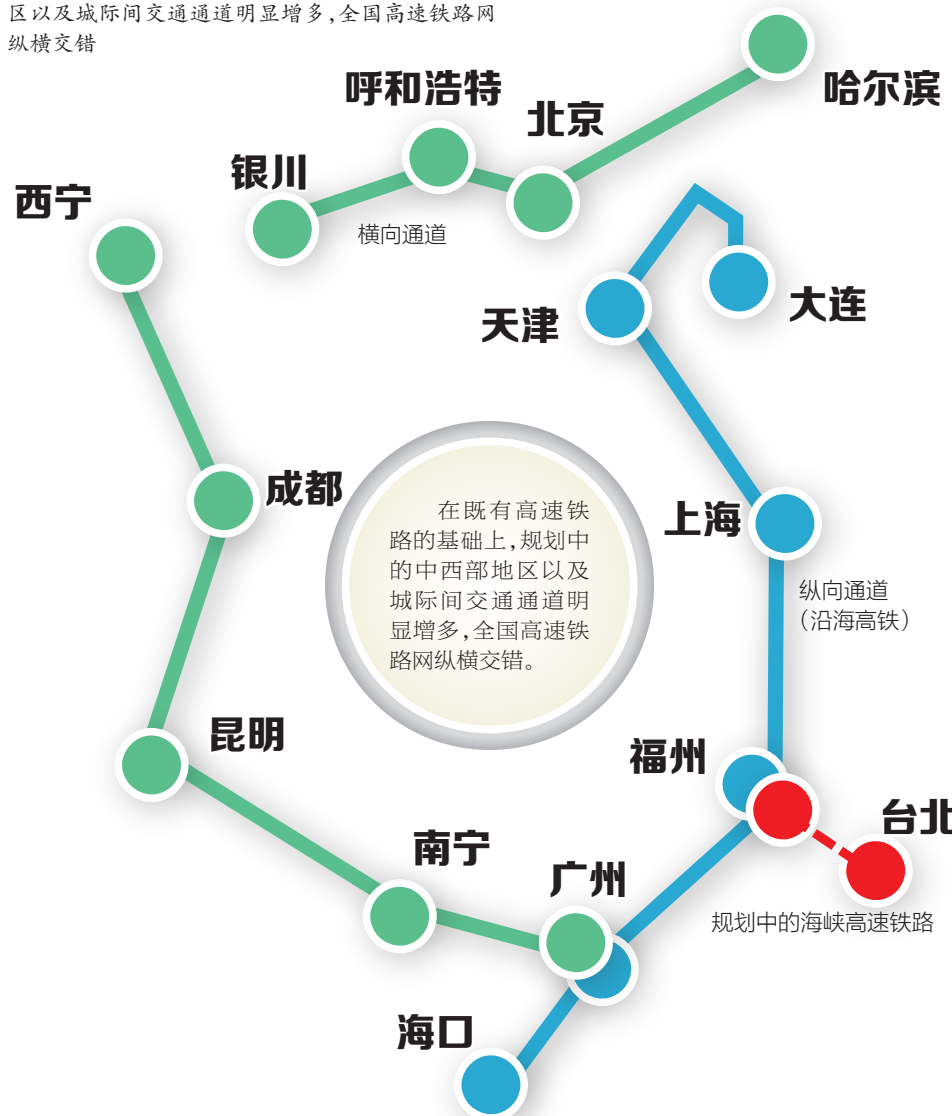 区以及城际间交通通道明显增多,全国高速铁路网
纵横交错
呼和浩特
哈尔滨
北京
银川
西宁
横向通道
大连
天津
成都
上海
在既有高速铁
路的基础上,规划中
的中西部地区以及
城际间交通通道明
显增多,全国高速铁
路网纵横交错。
纵向通道
(沿海高铁)
昆明
福州
台北
南宁
广州
规划中的海峡高速铁路
海口